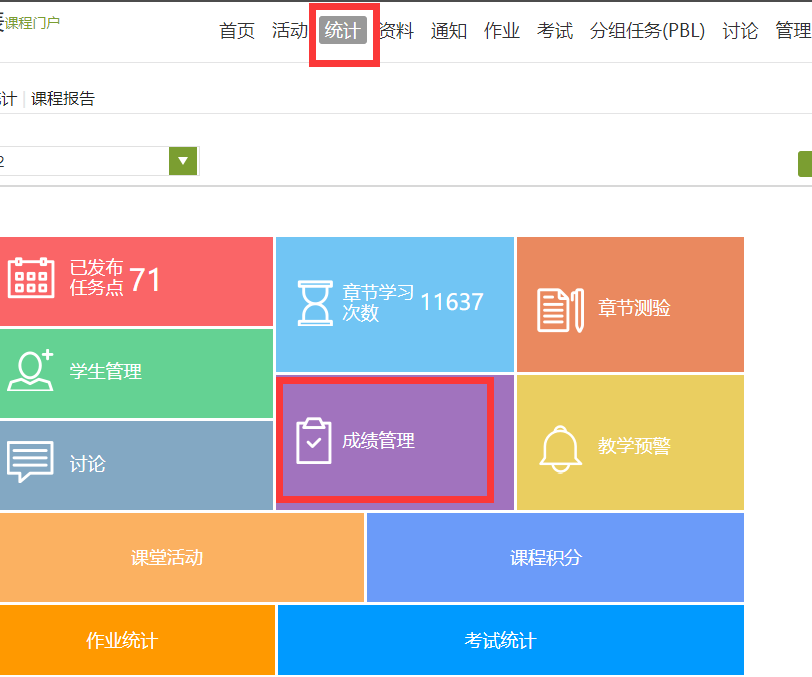 课程门户
首页 活动 统计 资料 通知 作业 考试 分组任务(PBL) 讨论 管理
计 | 课程报告
2
已发布
任务点 71
章节学习
次数 11637
章节测验
学生管理
成绩管理
教学预警
讨论
课堂活动
课程积分
作业统计
考试统计